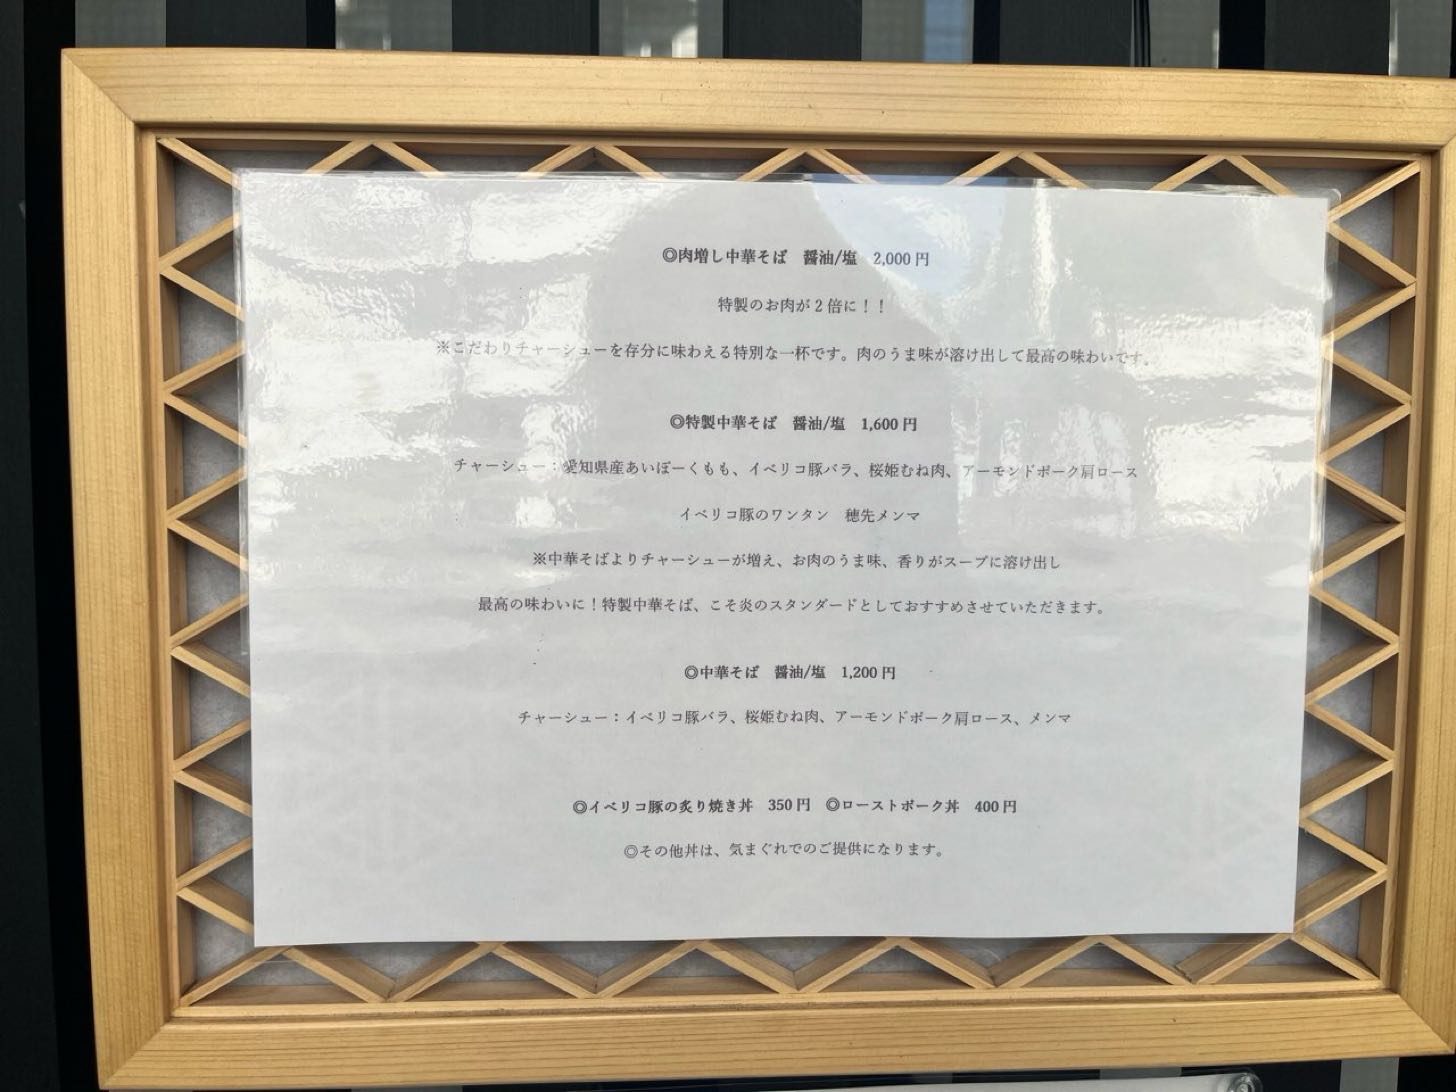 ◎肉増し中華そば　醤油/塩　2,000円
特製のお肉が2倍に！！
※こだわりチャーシューを存分に味わえる特別な一杯です。肉のうま味が溶け出して最高の味わいです。
◎特製中華そば　醤油/塩　1,600円
チャーシュー：愛知県産あいぽーくもも、イベリコ豚バラ、桜姫むね肉、アーモンドポーク肩ロース
イベリコ豚のワンタン　穂先メンマ
※中華そばよりチャーシューが増え、お肉のうま味、香りがスープに溶け出し
最高の味わいに！特製中華そば、こそ炎のスタンダードとしておすすめさせていただきます。
◎中華そば　醤油/塩　1,200円
チャーシュー：イベリコ豚バラ、桜姫むね肉、アーモンドポーク肩ロース、メンマ
◎イベリコ豚の炙り焼き丼　350円　◎ローストポーク丼　400円
◎その他丼は、気まぐれでのご提供になります。